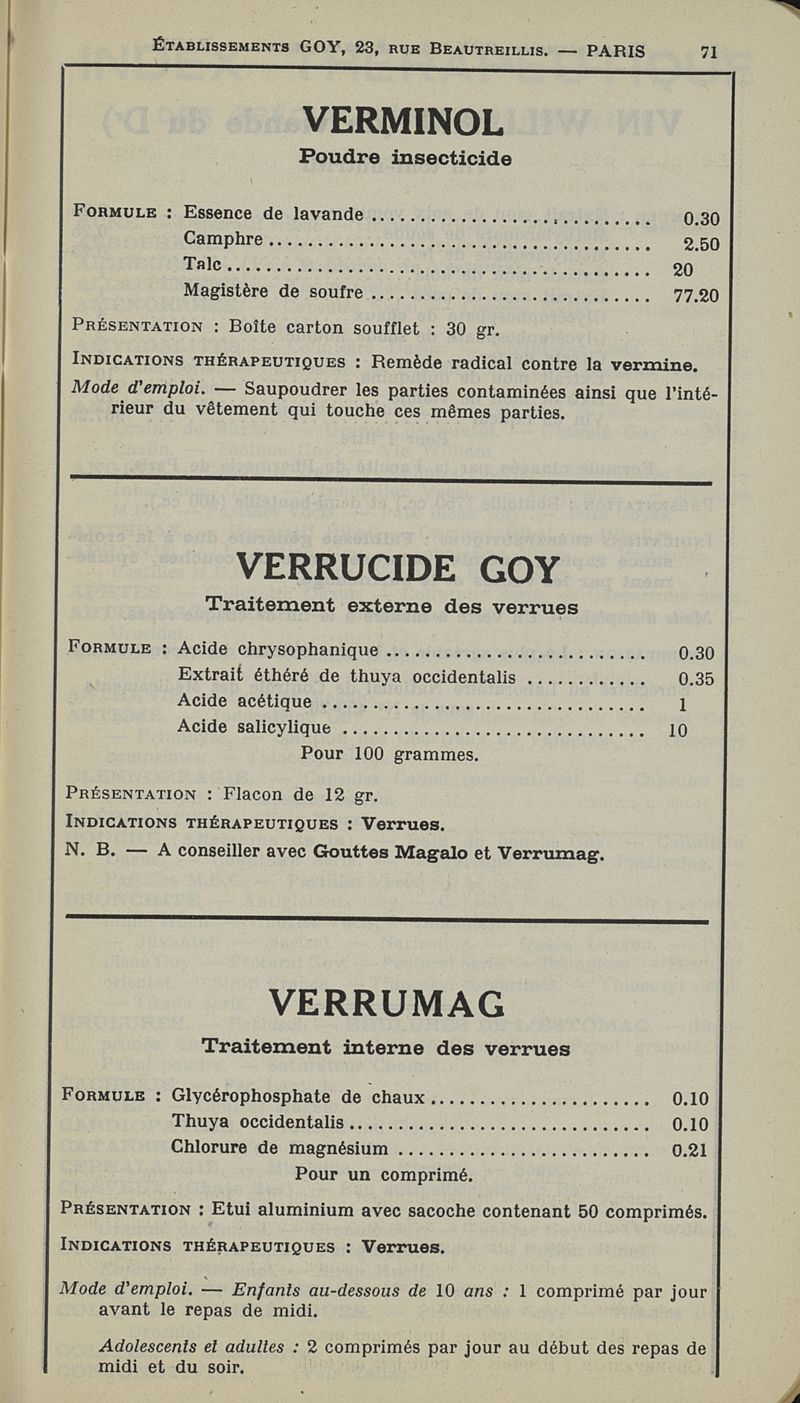 Établissements GOY, 23, rue Beautreillis. — PARIS 71
VERMINOL
Poudre insecticide
Formule : Essence de lavande .............................. 0.30
Camphre ........................................ 2.50
Talc ............................................ 20
Magistère de soufre ............................. 77.20
Présentation : Boîte carton soufflet : 30 gr.
Indications thérapeutiques : Remède radical contre la vermine.
Mode d'emploi. — Saupoudrer les parties contaminées ainsi que l'inté-
rieur du vêtement qui touche ces mêmes parties.
VERRUCIDE GOY
Traitement externe des verrues
Formule : Acide chrysophanique ........................... 0.30
Extrait éthéré de thuya occidentalis ............ 0.35
Acide acétique ................................. 1
Acide salicylique ............................... 10
Pour 100 grammes.
Présentation : Flacon de 12 gr.
Indications thérapeutiques : Verrues.
N. B. — A conseiller avec Gouttes Magalo et Verrumag.
VERRUMAG
Traitement interne des verrues
Formule : Glycérophosphate de chaux ....................... 0.10
Thuya occidentalis ............................... 0.10
Chlorure de magnésium .......................... 0.21
Pour un comprimé.
Présentation : Etui aluminium avec sacoche contenant 50 comprimés.
Indications thérapeutiques : Verrues.
Mode d'emploi. — Enfants au-dessous de 10 ans : 1 comprimé par jour
avant le repas de midi.
Adolescents et adultes : 2 comprimés par jour au début des repas de
midi et du soir.